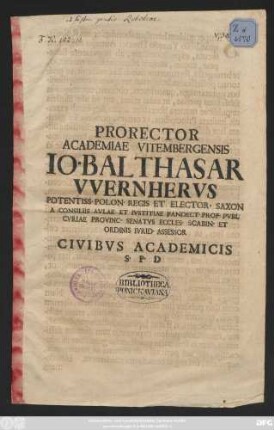 PRORECTOR
ACADEMIAE VITEMBERGENSIS
IO·BALTHASAR
VVERNHERVS
POTENTISS·POLON·REGIS ET ELECTOR·SAXON
A CONSILIIS AVLAE ET IVSTITIAE PANDECT·PROF·PVBL·
CVRIAE PROVINC·SENATVS ECCLES·SCABIN·ET
ORDINIS IVRID·ASSESSOR
CIVIBVS ACADEMICIS
S·P·D
BIBLIOTHECA
PONICKAVIANA